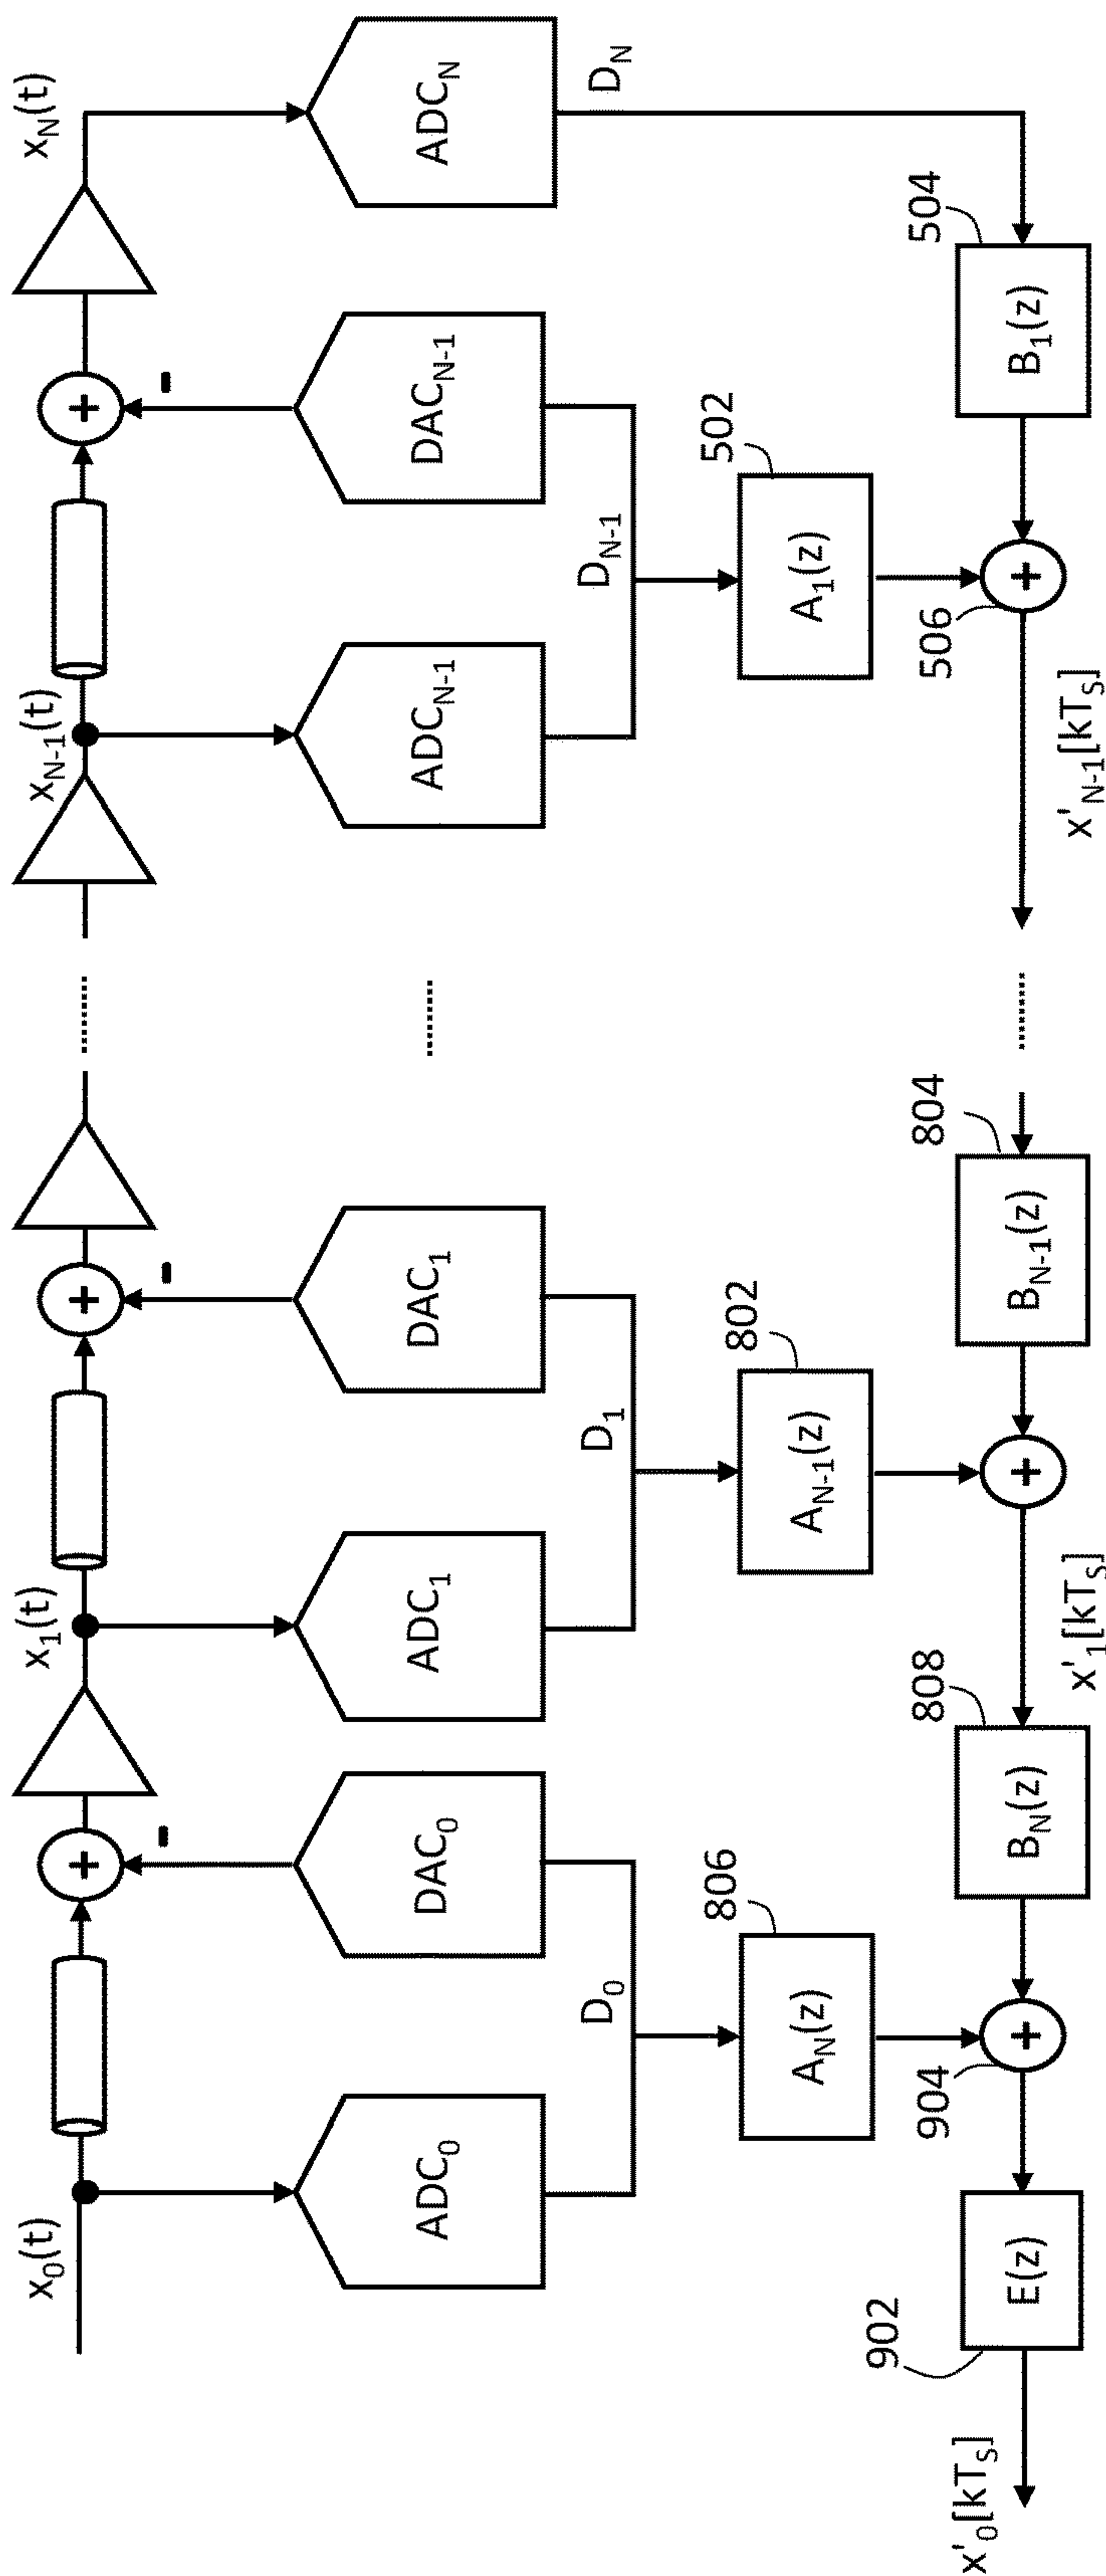 x0(t)
x1(t)
xN-1(t)
xN(t)
ADC0
DAC0
ADC1
DAC1
ADCN-1
DACN-1
ADCN
D0
D1
DN-1
DN
806
AN(z)
802
AN-1(z)
502
A1(z)
902
E(z)
904
808
BN(z)
804
BN-1(z)
506
504
B1(z)
x'0[kTS]
x'1[kTS]
x'N-1[kTS]
+
-
+
-
+
-
+
+
+